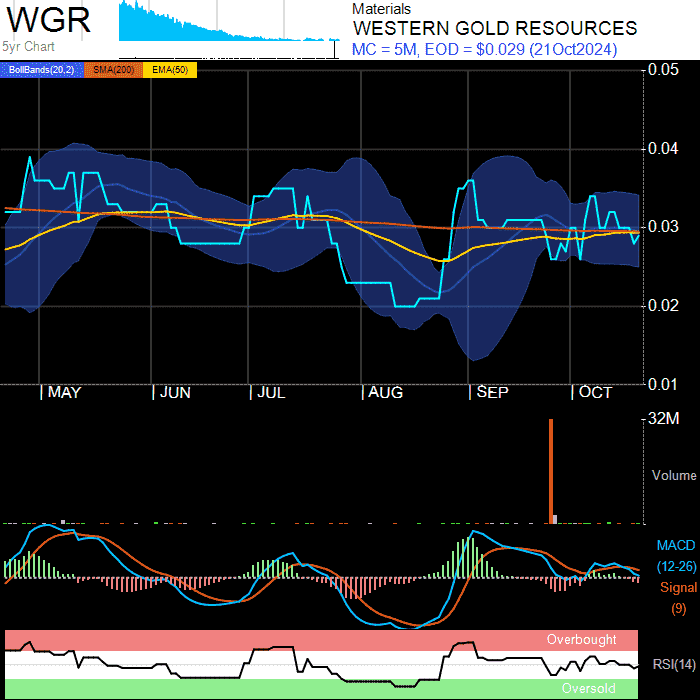 WGR
5yr Chart
Materials
WESTERN GOLD RESOURCES
MC = 5M, EOD = $0.029 (21Oct2024)
BollBands(20,2) SMA(200) EMA(50)
0.05
0.04
0.03
0.02
0.01
MAY JUN JUL AUG SEP OCT
32M
Volume
MACD
(12-26)
Signal
(9)
Overbought
RSI(14)
Oversold